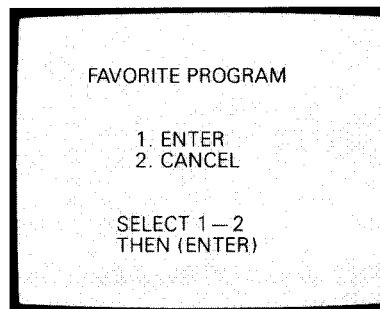 FAVORITE PROGRAM
1. ENTER
2. CANCEL
SELECT 1—2
THEN (ENTER)